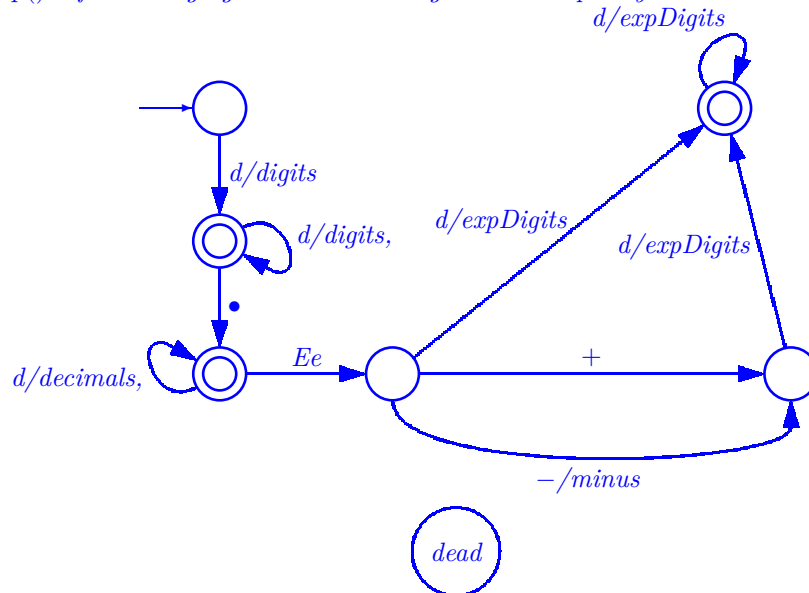 d/expDigits
d/digits
d/expDigits
d/digits,
d/expDigits
•
Ee
+
d/decimals,
−/minus
dead